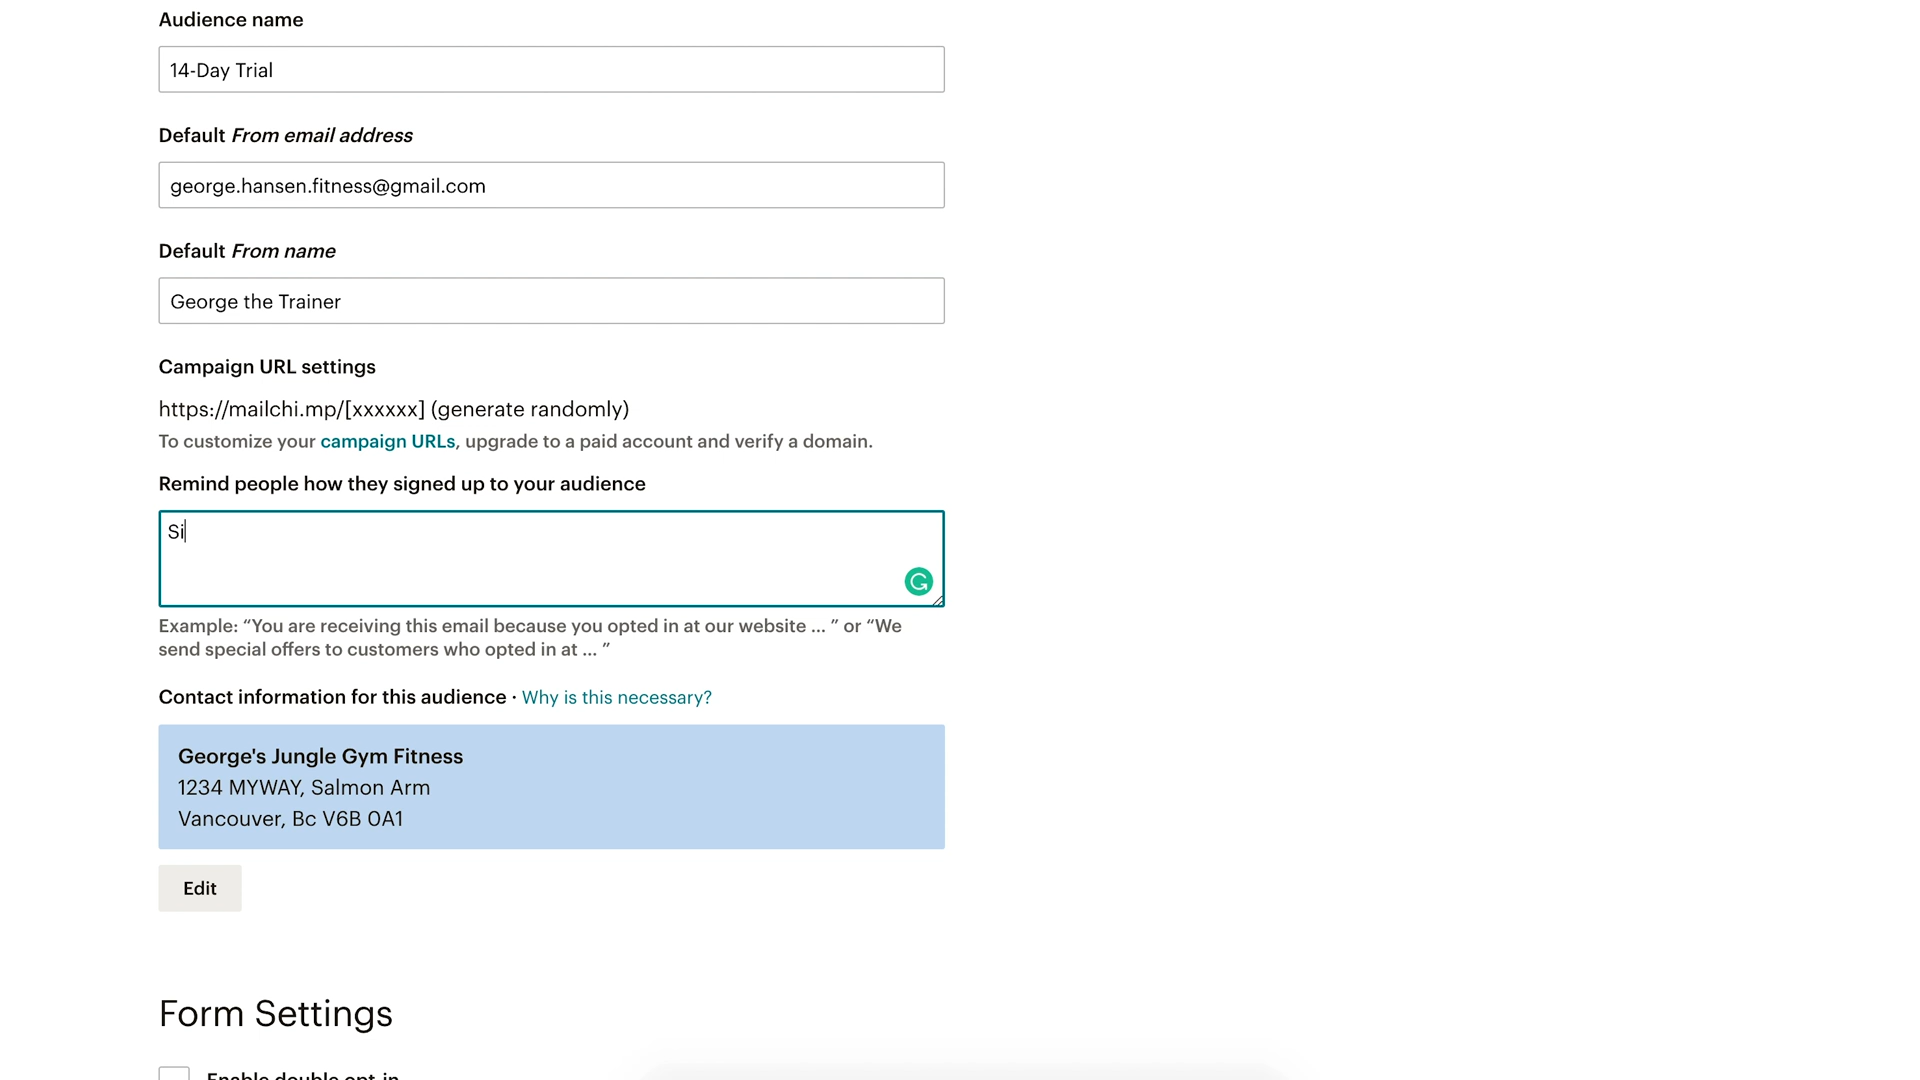 Audience name
14-Day Trial
Default From email address
george.hansen.fitness@gmail.com
Default From name
George the Trainer
Campaign URL settings
https://mailchi.mp/[xxxxxx] (generate randomly)
To customize your campaign URLs, upgrade to a paid account and verify a domain.
Remind people how they signed up to your audience
Si
Example: “You are receiving this email because you opted in at our website ... ” or “We
send special offers to customers who opted in at ... ”
Contact information for this audience · Why is this necessary?
George's Jungle Gym Fitness
1234 MYWAY, Salmon Arm
Vancouver, Bc V6B 0A1
Edit
Form Settings
Enable double opt-in